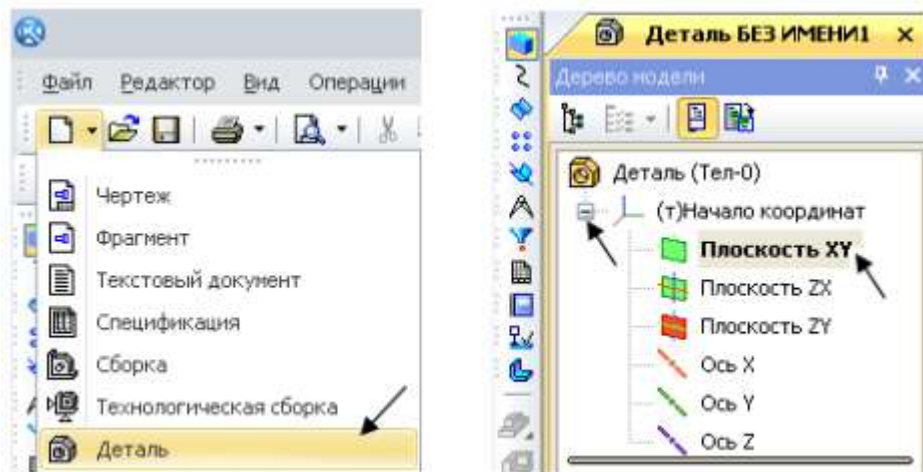 Файл Редактор Вид Операции
Чертеж
Фрагмент
Текстовый документ
Спецификация
Сборка
Технологическая сборка
Деталь
Деталь БЕЗ ИМЕНИ1
Дерево модели
Деталь (Тел-0)
(т)Начало координат
Плоскость XY
Плоскость ZX
Плоскость ZY
Ось X
Ось Y
Ось Z